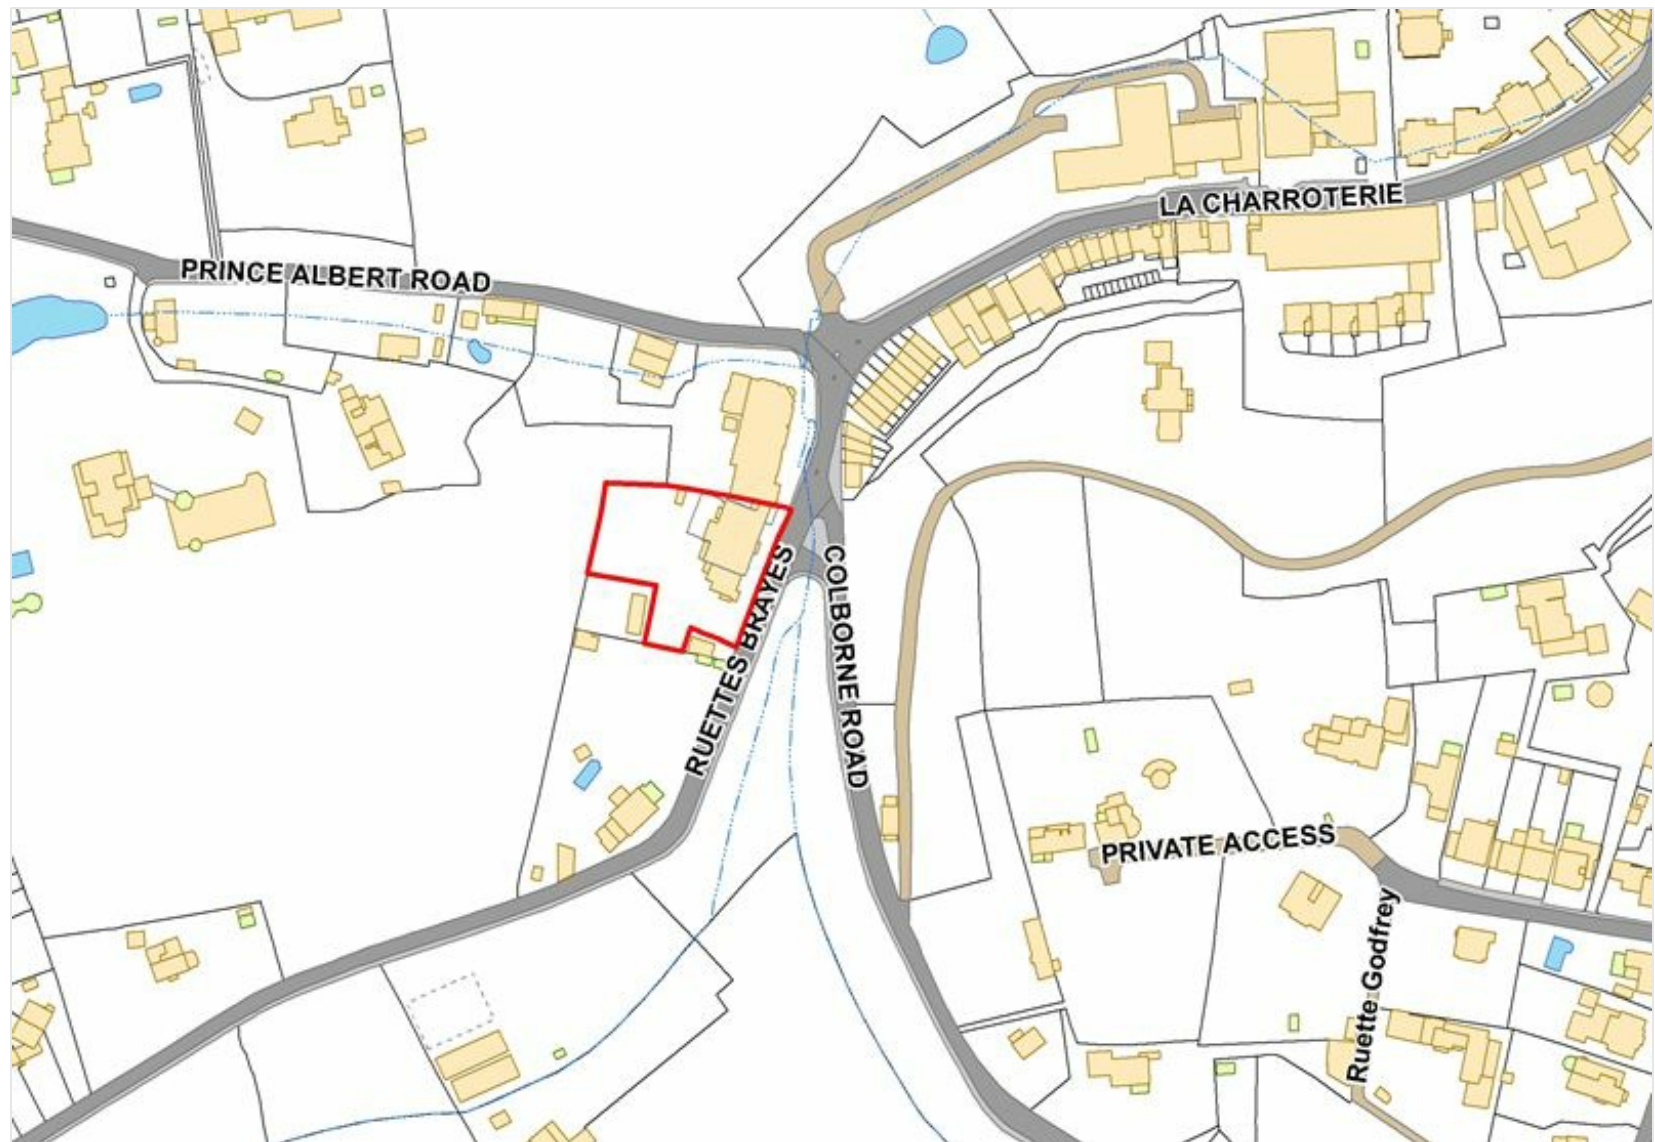 LA CHARROTERIE
PRINCE ALBERT ROAD
RUETTES BRAYES
COLBORNE ROAD
PRIVATE ACCESS
Ruette Godfrey